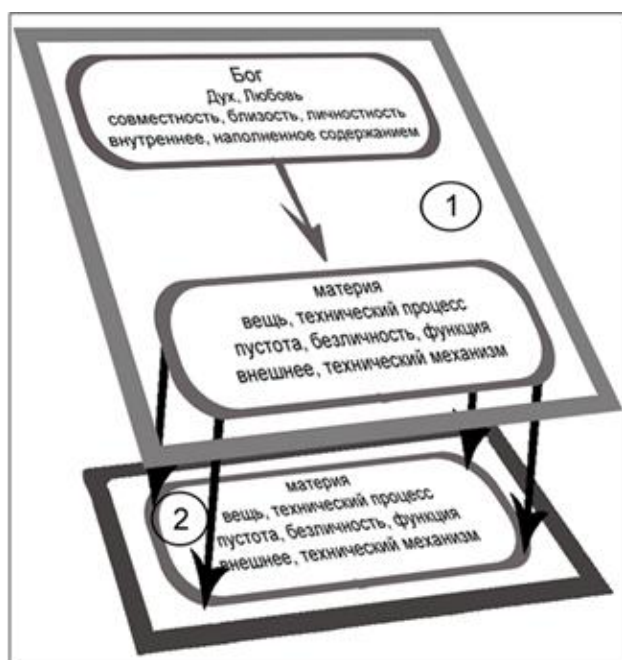 Бог
Дух, Любовь
совместность, близость, личностность
внутреннее, наполненное содержанием
1
материя
вещь, технический процесс
пустота, безличность, функция
внешнее, технический механизм
2
материя
вещь, технический процесс
пустота, безличность, функция
внешнее, технический механизм